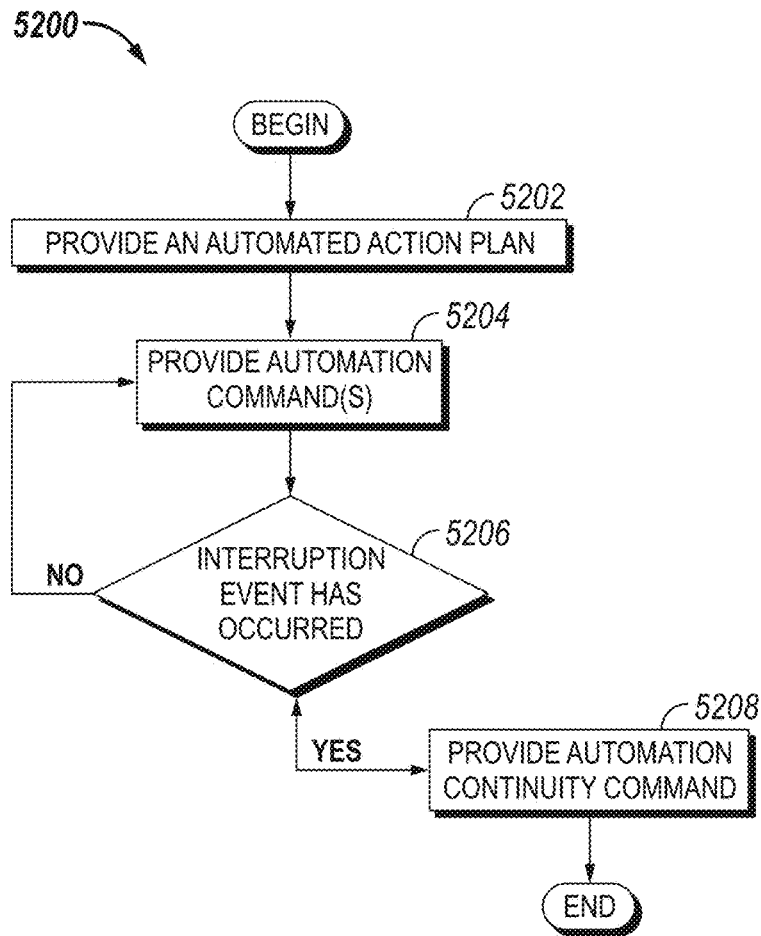 5200
BEGIN
5202
PROVIDE AN AUTOMATED ACTION PLAN
5204
PROVIDE AUTOMATION
COMMAND(S)
5206
INTERRUPTION
EVENT HAS
OCCURRED
NO
YES
5208
PROVIDE AUTOMATION
CONTINUITY COMMAND
END